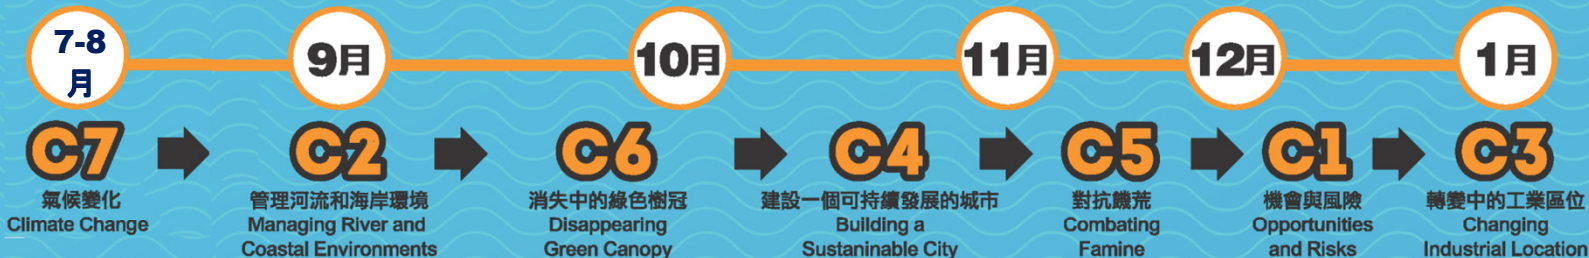 7-8
月
9月
10月
11月
12月
1月
C7
C2
C6
C4
C5
C1
C3
氣候變化
Climate Change
管理河流和海岸環境
Managing River and
Coastal Environments
消失中的綠色樹冠
Disappearing
Green Canopy
建設一個可持續發展的城市
Building a
Sustaninable City
對抗饑荒
Combating
Famine
機會與風險
Opportunities
and Risks
轉變中的工業區位
Changing
Industrial Location